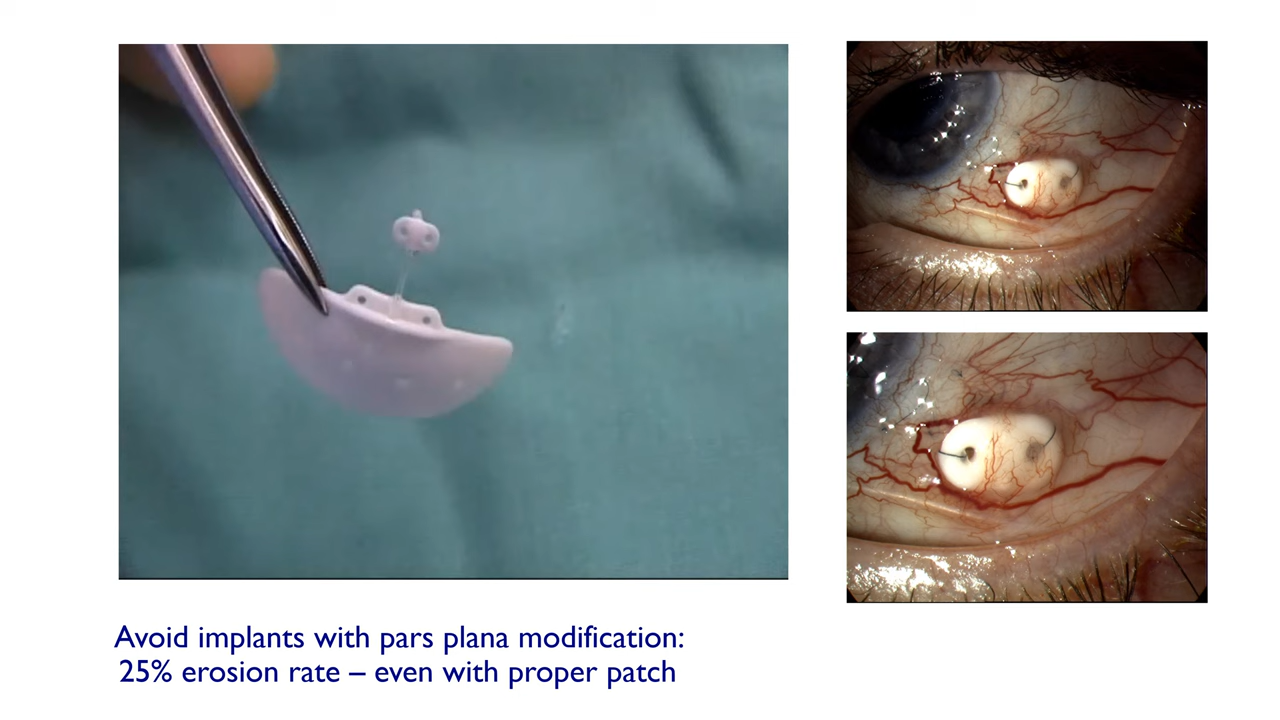 Avoid implants with pars plana modification:
25% erosion rate – even with proper patch